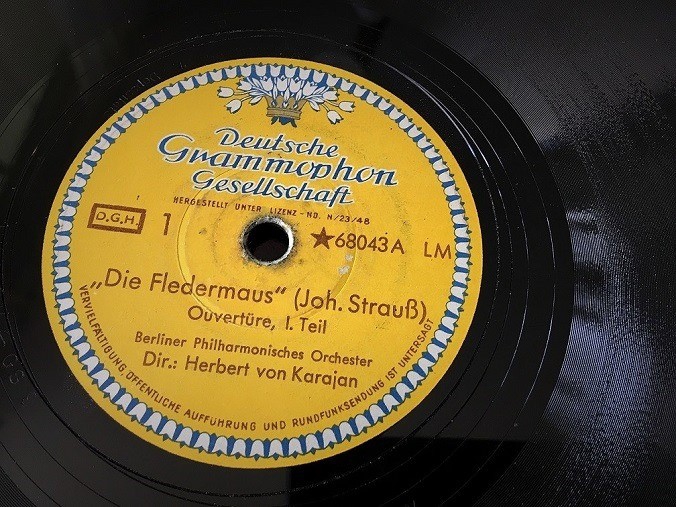 Deutsche
Grammophon
Gesellschaft
HERGESTELLT UNTER LIZENZ-NO. N/23/48
D.G.H. 1 ★68043 A LM
„Die Fledermaus“ (Joh. Strauß)
Ouvertüre, I. Teil
Berliner Philharmonisches Orchester
Dir.: Herbert von Karajan
VERVIELFÄLTIGUNG, ÖFFENTLICHE AUFFÜHRUNG UND RUNDFUNKSENDUNG IST UNTERSAGT